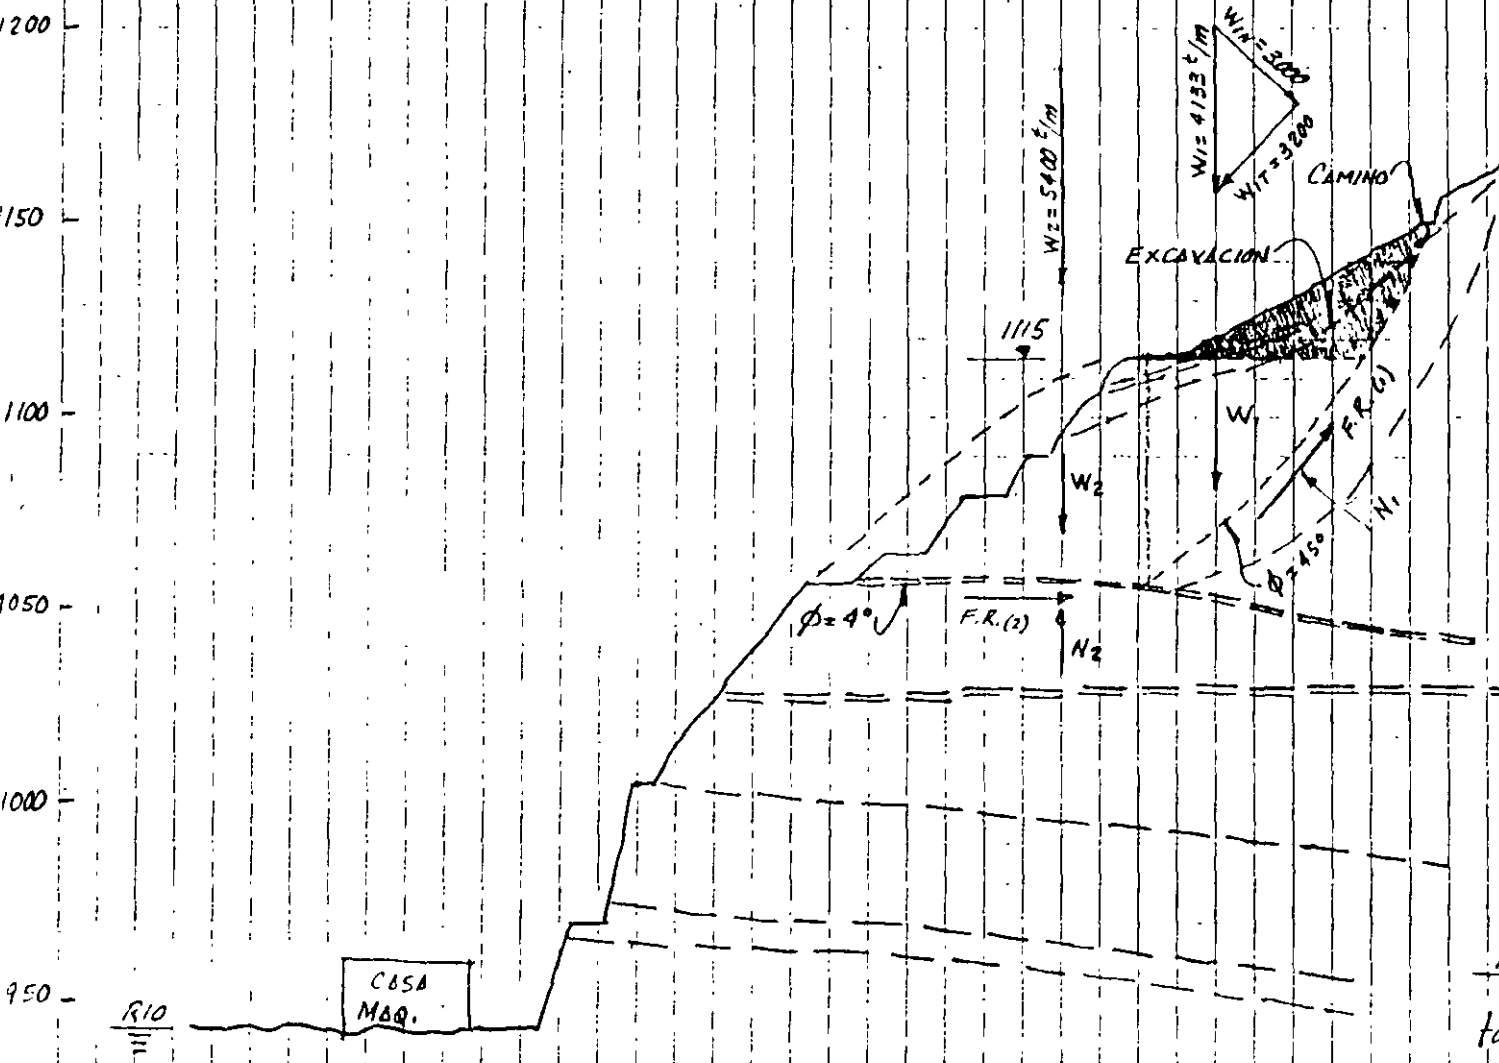 1200
1150
1100
1050
1000
950
W1N = 3000
W1 = 4133 t/m
W1T = 3200
W2 = 5400 t/m
CAMINO
EXCAVACION
1115
W1
F.R.(1)
N1
W2
φ = 45°
φ = 4°
F.R.(2)
N2
CASA
MAQ.
RIO